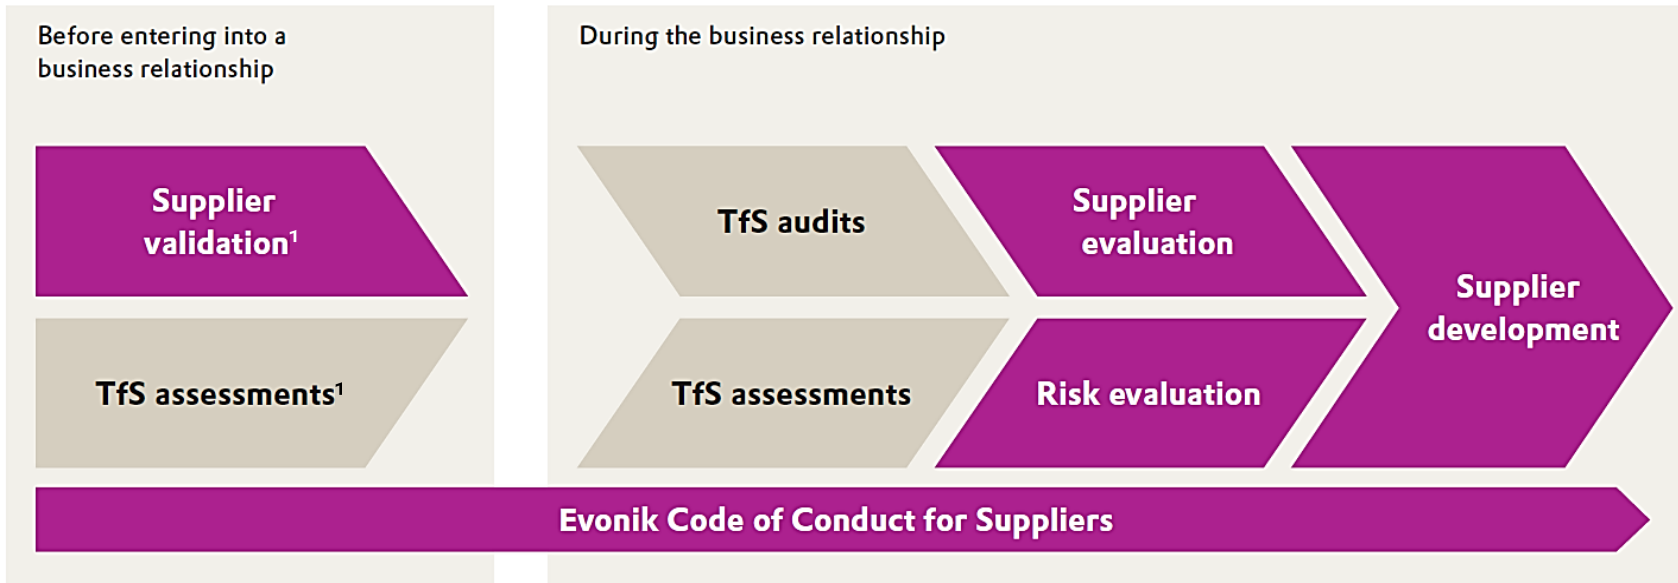 Before entering into a
business relationship
Supplier
validation¹
TfS assessments¹
During the business relationship
TfS audits
TfS assessments
Supplier
evaluation
Risk evaluation
Supplier
development
Evonik Code of Conduct for Suppliers